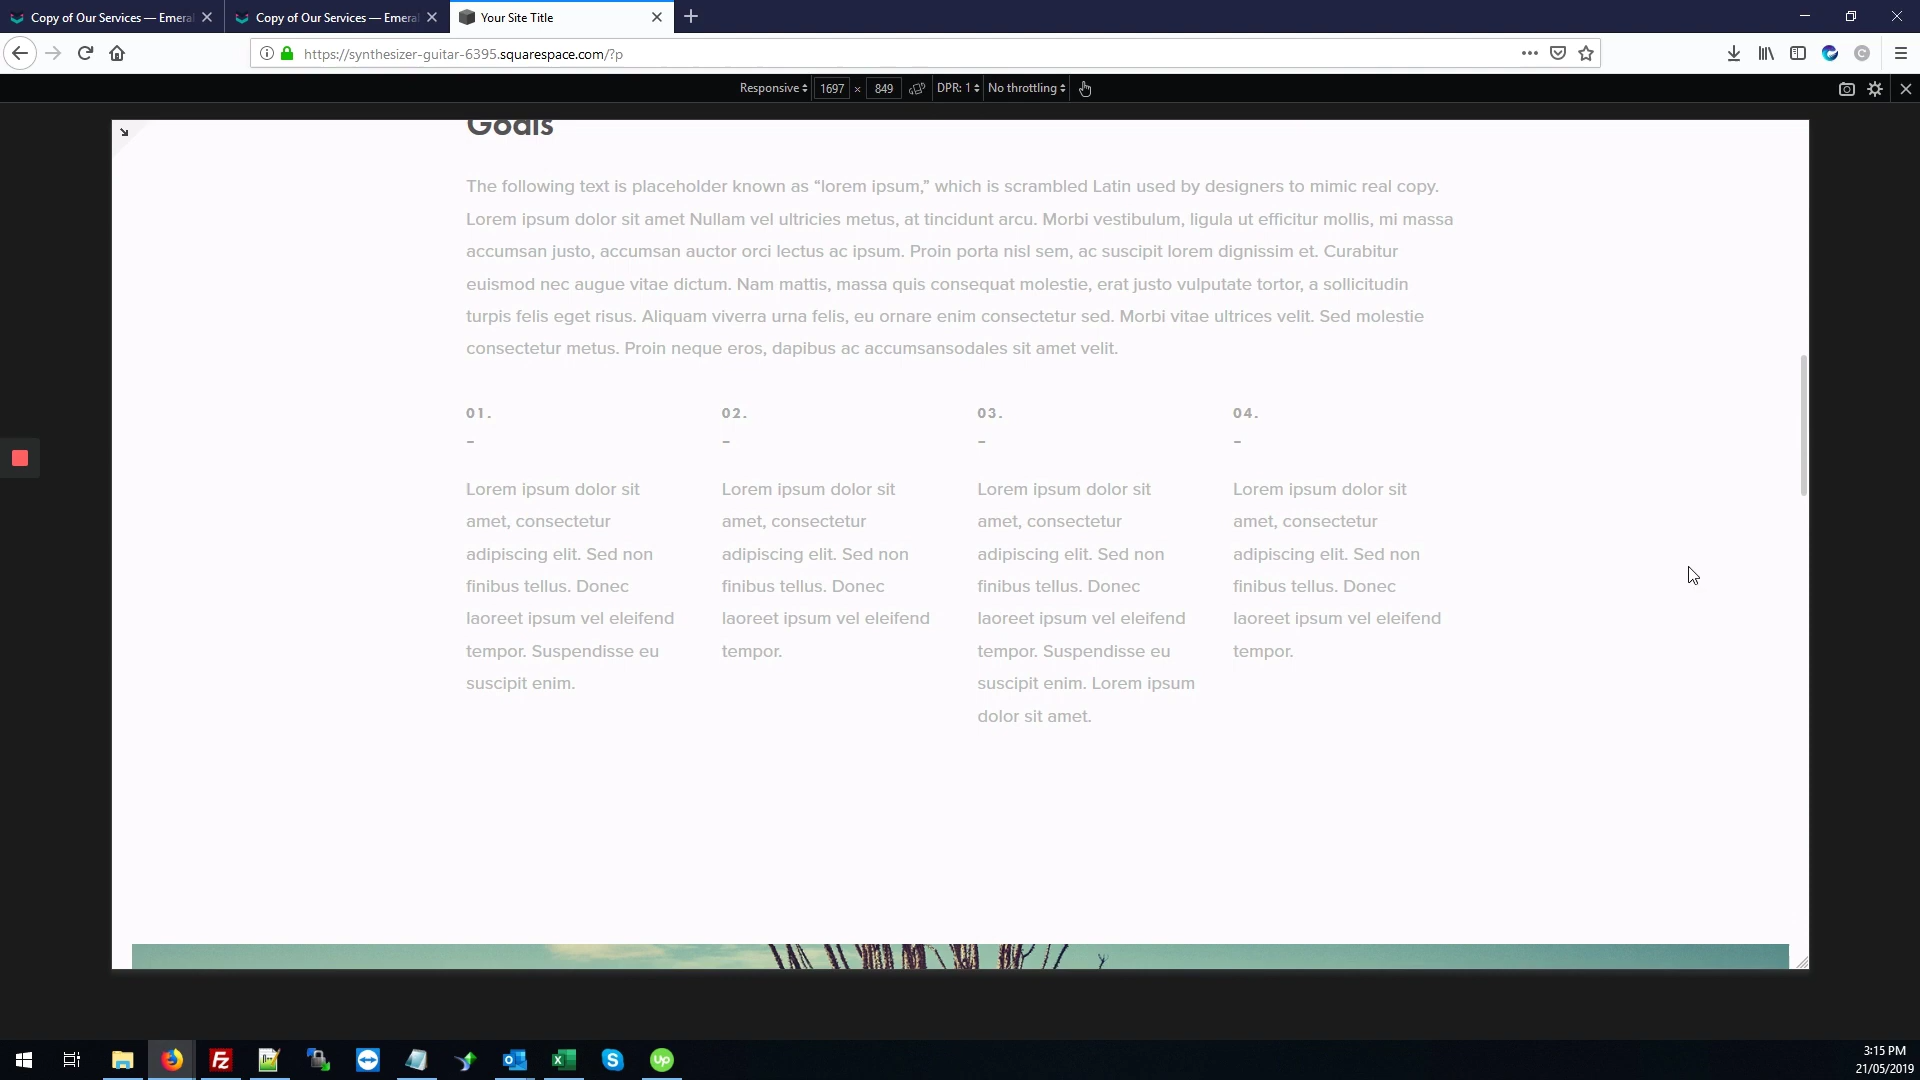 Copy of Our Services — Emeral
Copy of Our Services — Emeral
Your Site Title
https://synthesizer-guitar-6395.squarespace.com/?p
Responsive 1697 × 849 DPR: 1 No throttling
Goals
The following text is placeholder known as “lorem ipsum,” which is scrambled Latin used by designers to mimic real copy.
Lorem ipsum dolor sit amet Nullam vel ultricies metus, at tincidunt arcu. Morbi vestibulum, ligula ut efficitur mollis, mi massa
accumsan justo, accumsan auctor orci lectus ac ipsum. Proin porta nisl sem, ac suscipit lorem dignissim et. Curabitur
euismod nec augue vitae dictum. Nam mattis, massa quis consequat molestie, erat justo vulputate tortor, a sollicitudin
turpis felis eget risus. Aliquam viverra urna felis, eu ornare enim consectetur sed. Morbi vitae ultrices velit. Sed molestie
consectetur metus. Proin neque eros, dapibus ac accumsansodales sit amet velit.
01.
–
Lorem ipsum dolor sit
amet, consectetur
adipiscing elit. Sed non
finibus tellus. Donec
laoreet ipsum vel eleifend
tempor. Suspendisse eu
suscipit enim.
02.
–
Lorem ipsum dolor sit
amet, consectetur
adipiscing elit. Sed non
finibus tellus. Donec
laoreet ipsum vel eleifend
tempor.
03.
–
Lorem ipsum dolor sit
amet, consectetur
adipiscing elit. Sed non
finibus tellus. Donec
laoreet ipsum vel eleifend
tempor. Suspendisse eu
suscipit enim. Lorem ipsum
dolor sit amet.
04.
–
Lorem ipsum dolor sit
amet, consectetur
adipiscing elit. Sed non
finibus tellus. Donec
laoreet ipsum vel eleifend
tempor.
Fz
up
3:15 PM
21/05/2019